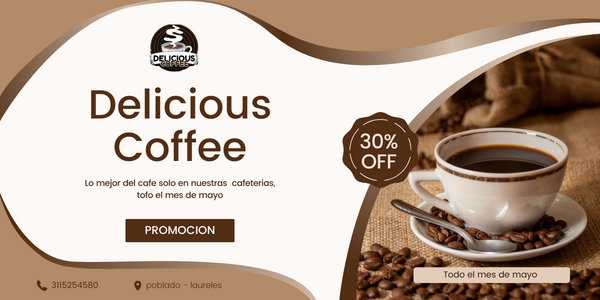 DELICIOUS
COFFEE
Delicious
Coffee
Lo mejor del cafe solo en nuestras cafeterias,
tofo el mes de mayo
PROMOCION
30%
OFF
3115254580
poblado - laureles
Todo el mes de mayo